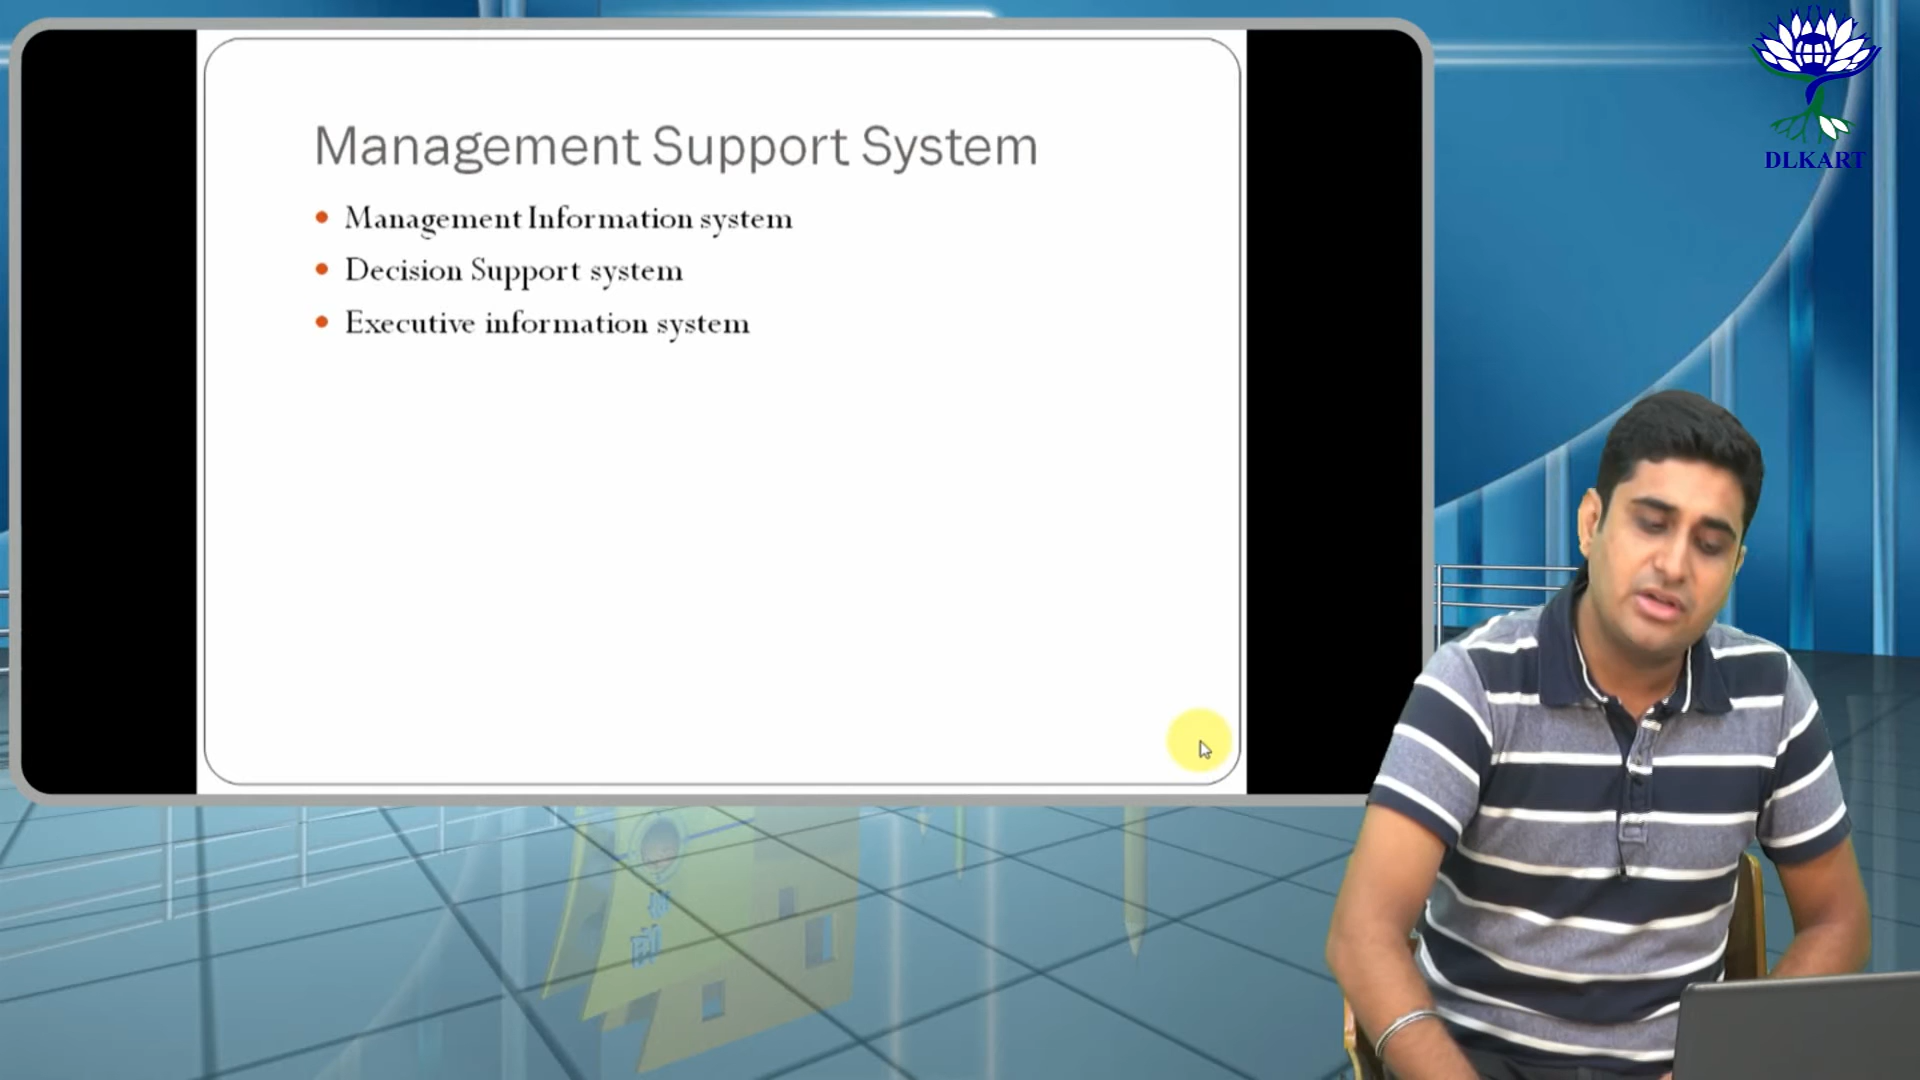 Management Support System
Management Information system
Decision Support system
Executive information system
DLKART